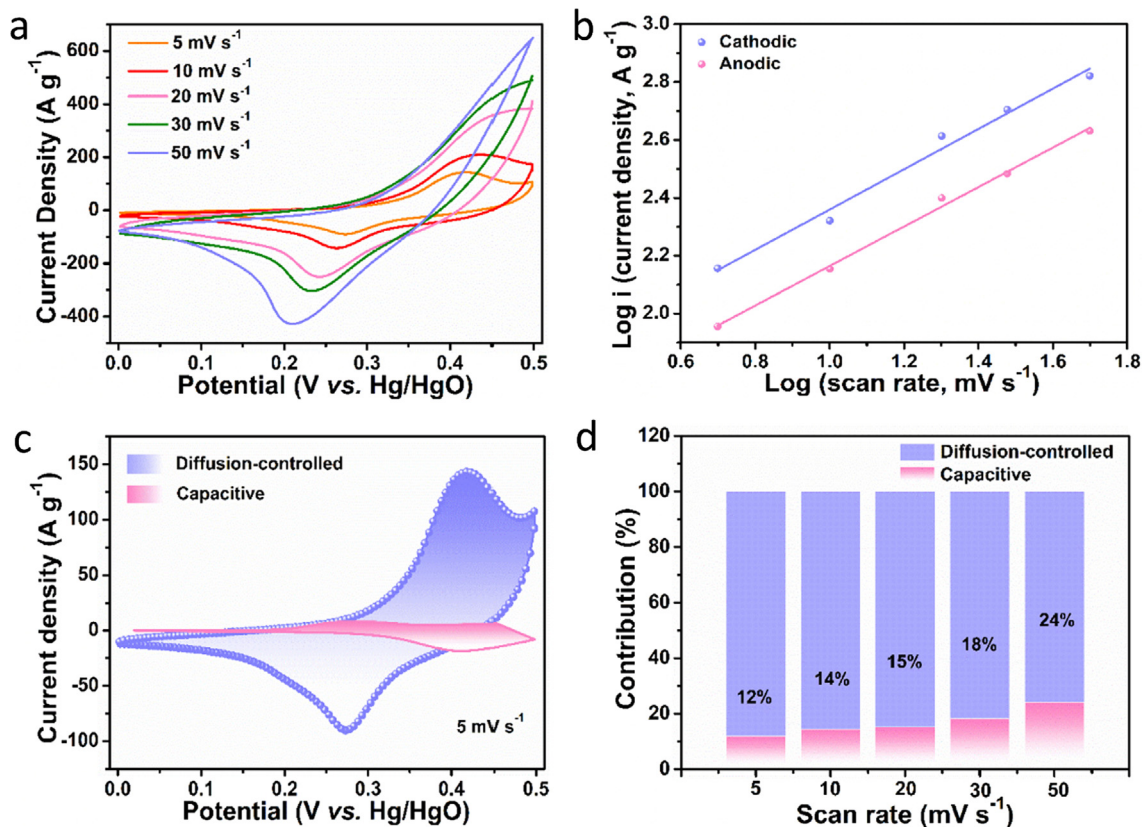 a
5 mV s⁻¹
10 mV s⁻¹
20 mV s⁻¹
30 mV s⁻¹
50 mV s⁻¹
Current Density (A g⁻¹)
600
400
200
0
-200
-400
0.0 0.1 0.2 0.3 0.4 0.5
Potential (V vs. Hg/HgO)
b
Cathodic
Anodic
Log i (current density, A g⁻¹)
3.0
2.8
2.6
2.4
2.2
2.0
0.6 0.8 1.0 1.2 1.4 1.6 1.8
Log (scan rate, mV s⁻¹)
c
Diffusion-controlled
Capacitive
Current density (A g⁻¹)
150
100
50
0
-50
-100
5 mV s⁻¹
0.0 0.1 0.2 0.3 0.4 0.5
Potential (V vs. Hg/HgO)
d
Diffusion-controlled
Capacitive
Contribution (%)
120
100
80
60
40
20
0
12% 14% 15% 18% 24%
5 10 20 30 50
Scan rate (mV s⁻¹)